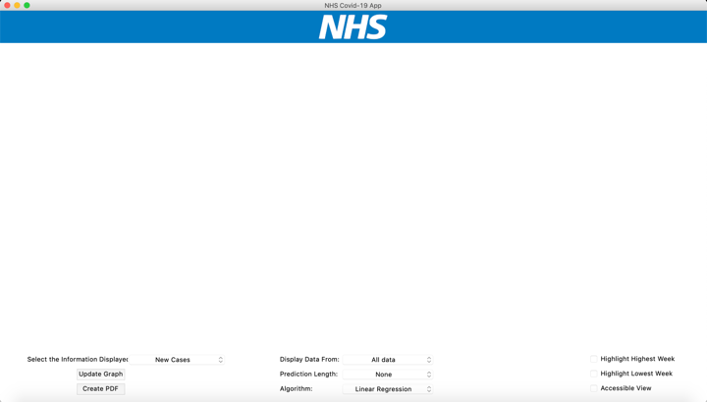 NHS Covid-19 App
NHS
Select the Information Displayed New Cases Display Data From: All data Highlight Highest Week
Update Graph Prediction Length: None Highlight Lowest Week
Create PDF Algorithm: Linear Regression Accessible View